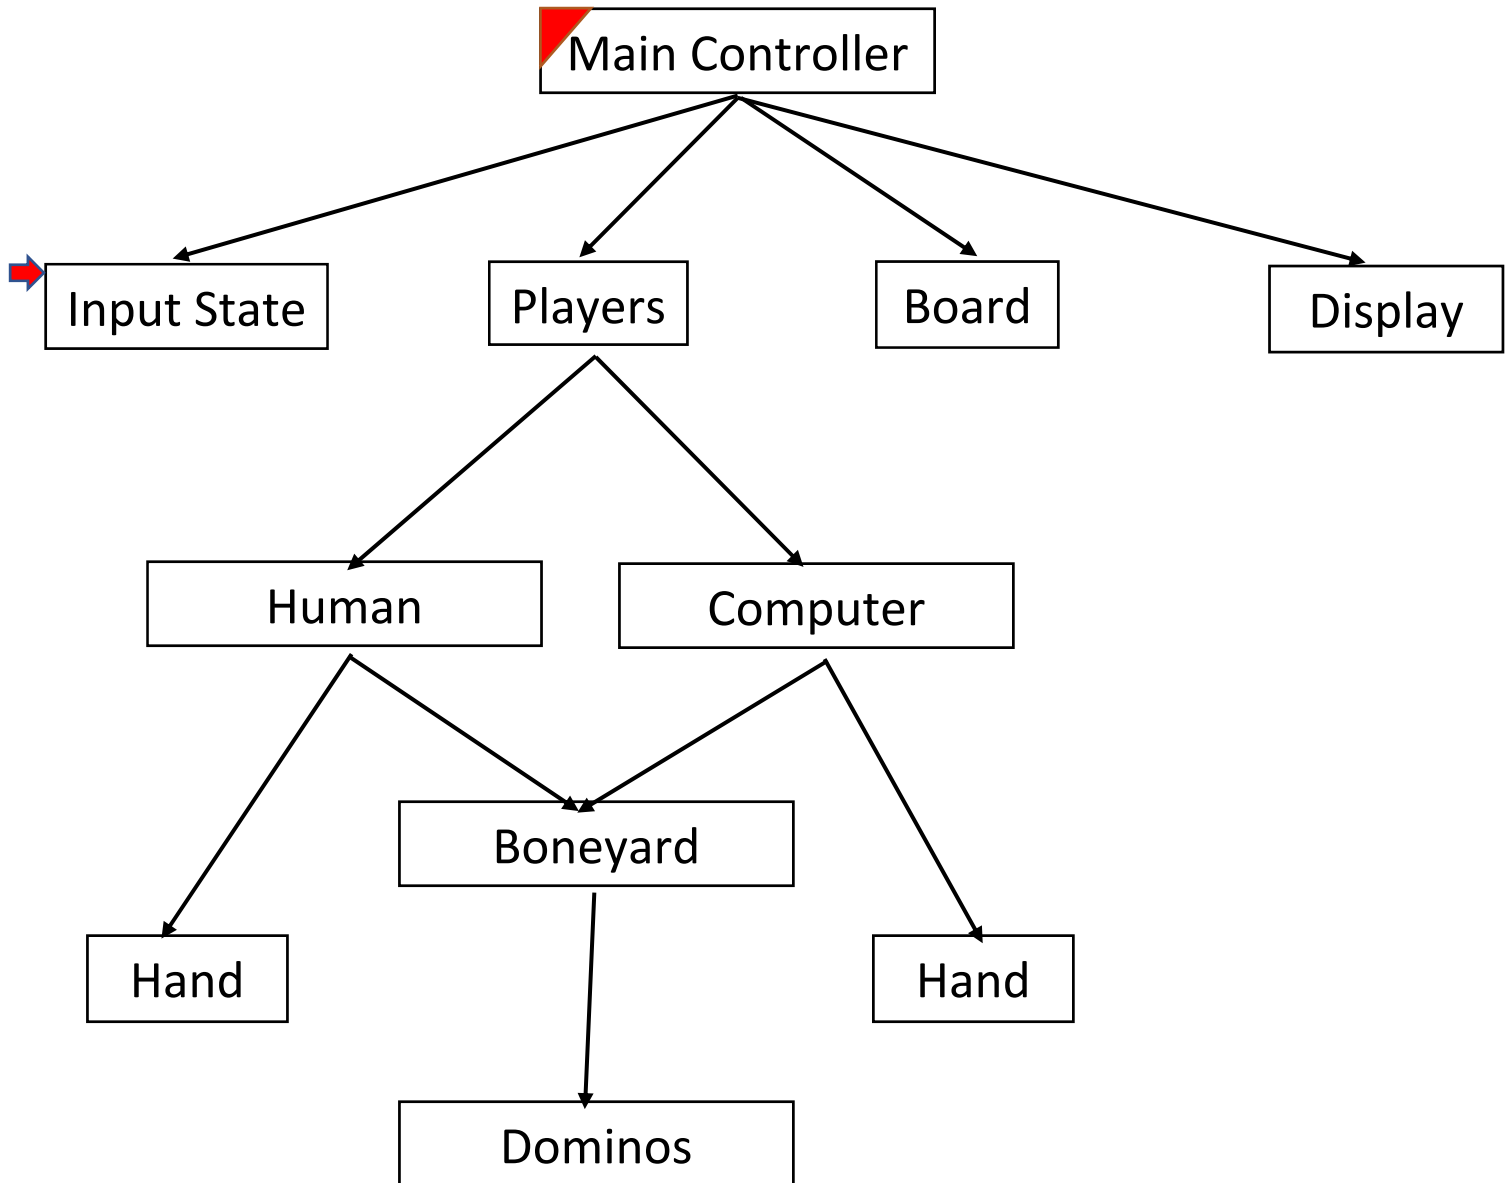 Main Controller
Input State
Players
Board
Display
Human
Computer
Boneyard
Hand
Hand
Dominos